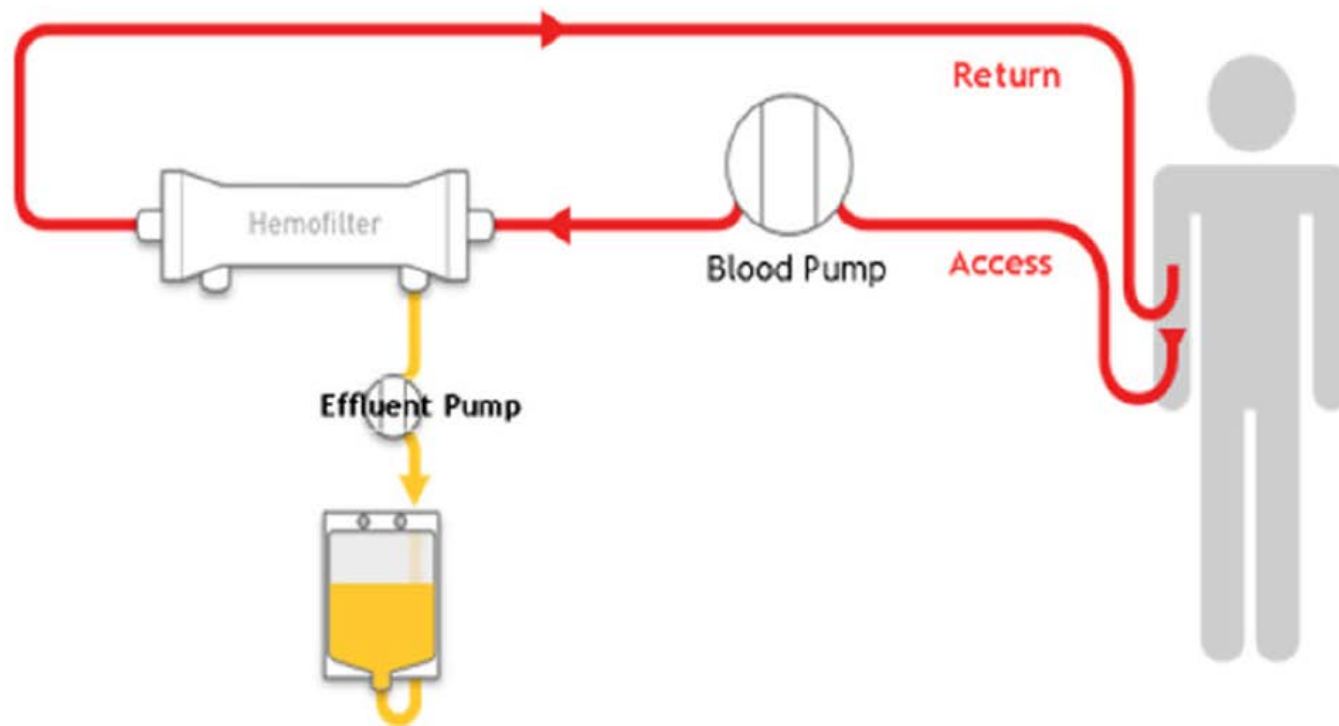 Return
Hemofilter
Access
Blood Pump
Effluent Pump